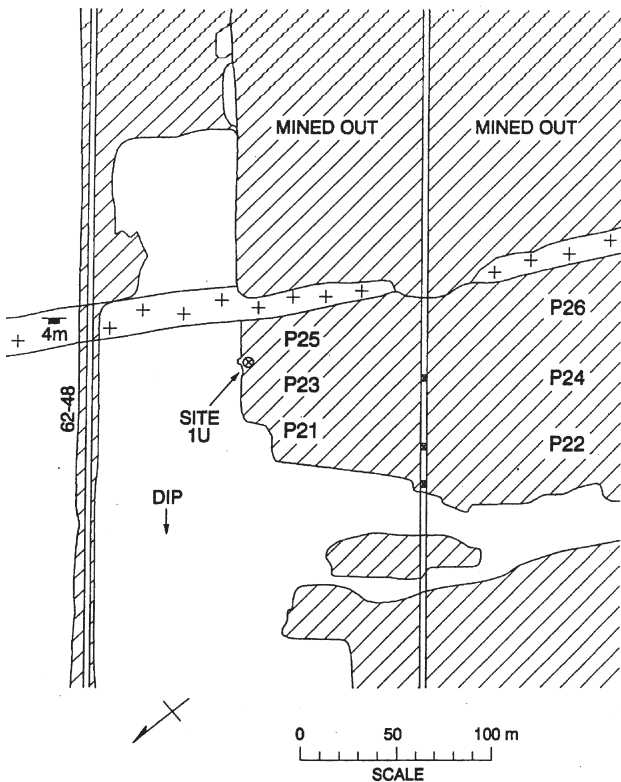 MINED OUT
MINED OUT
P26
P25
4m
P24
P23
62-48
SITE
1U
P21
P22
DIP
0 50 100 m
SCALE